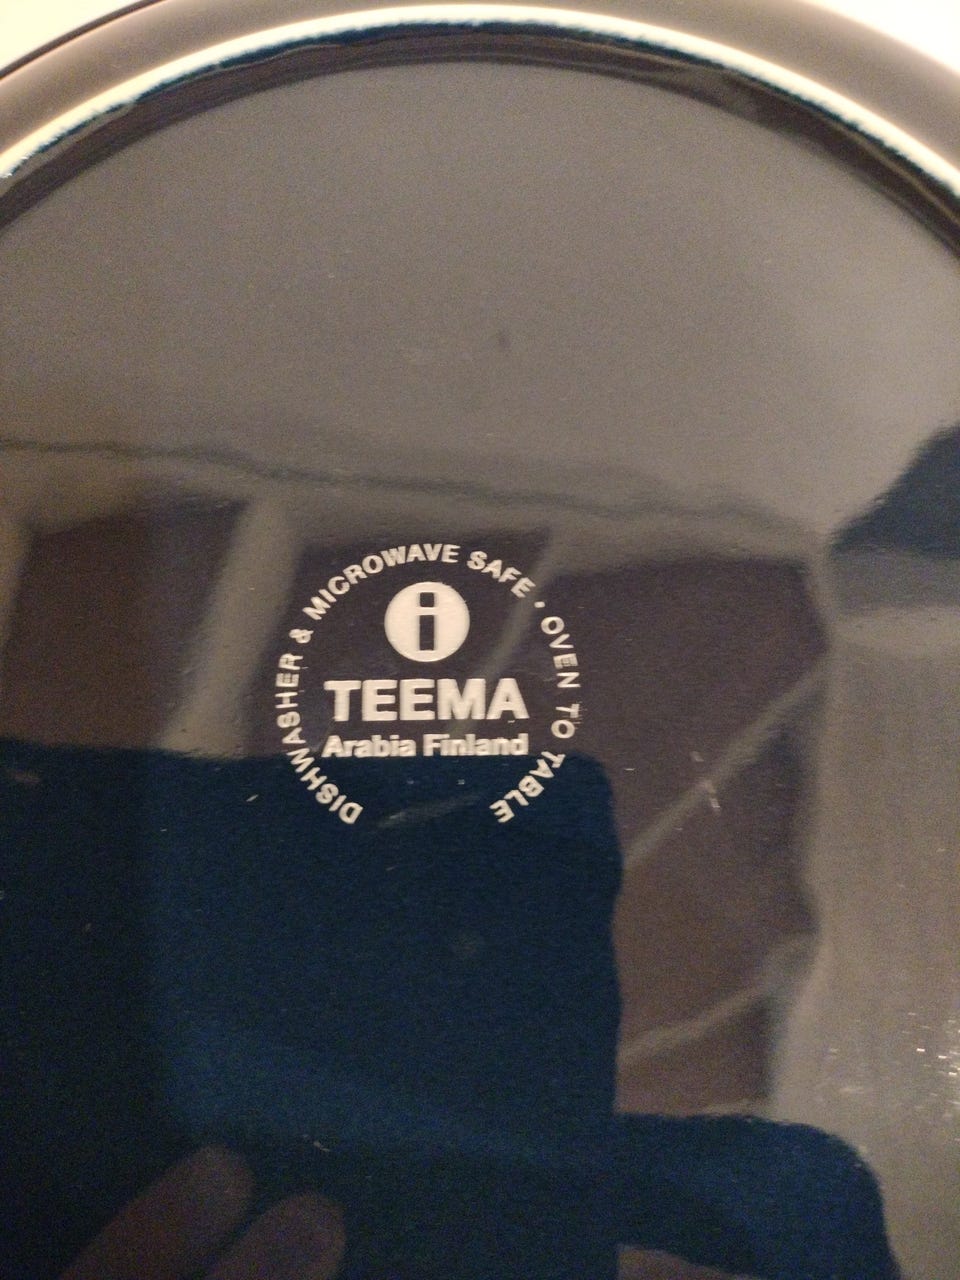 DISHWASHER & MICROWAVE SAFE · OVEN TO TABLE
i
TEEMA
Arabia Finland